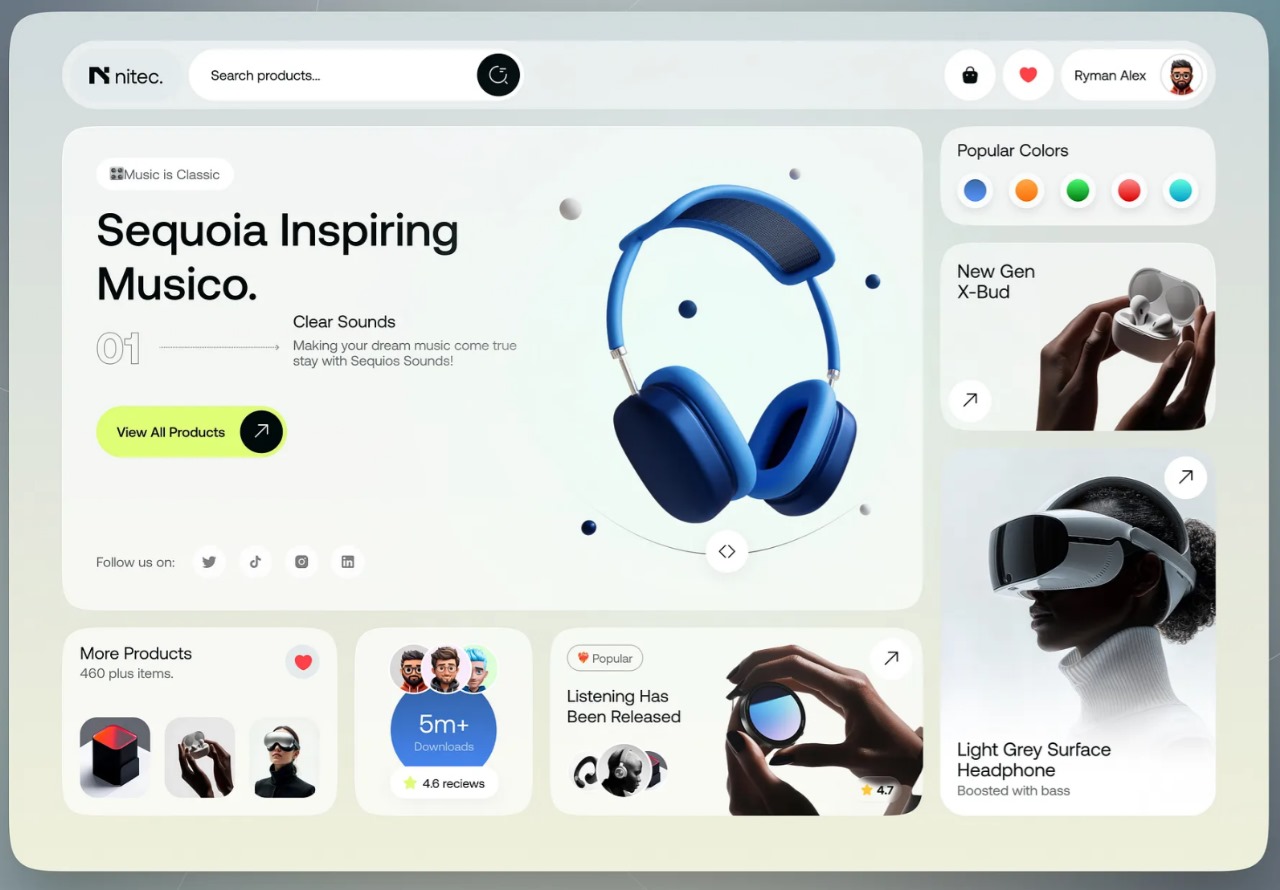 nitec.
Search products...
Ryman Alex
Music is Classic
Sequoia Inspiring
Musico.
01
Clear Sounds
Making your dream music come true
stay with Sequios Sounds!
View All Products
Follow us on:
Popular Colors
New Gen
X-Bud
More Products
460 plus items.
5m+
Downloads
4.6 reciews
Popular
Listening Has
Been Released
4.7
Light Grey Surface
Headphone
Boosted with bass